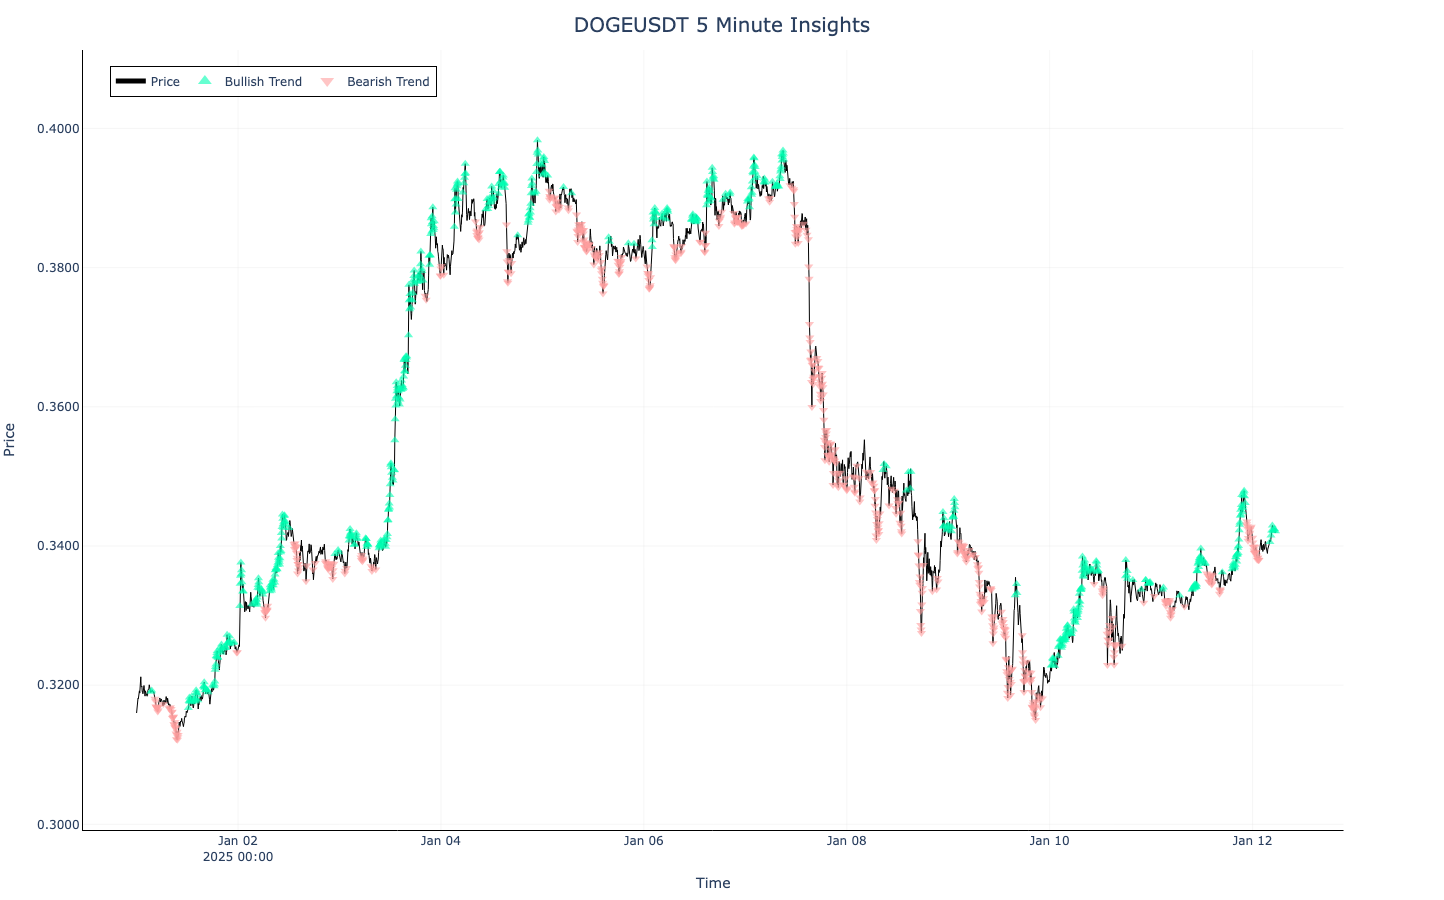 DOGEUSDT 5 Minute Insights
Price
Bullish Trend
Bearish Trend
0.4000
0.3800
0.3600
0.3400
0.3200
0.3000
Price
Jan 02
2025 00:00
Jan 04
Jan 06
Jan 08
Jan 10
Jan 12
Time